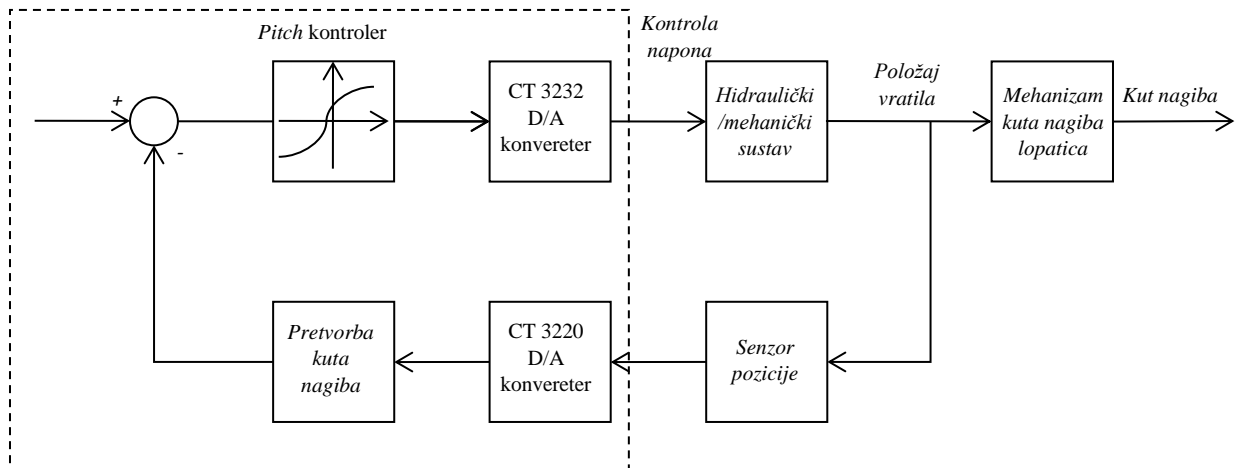 Pitch kontroler
Kontrola
napona
+
-
CT 3232
D/A
konvereter
Hidraulički
/mehanički
sustav
Položaj
vratila
Mehanizam
kuta nagiba
lopatica
Kut nagiba
Pretvorba
kuta
nagiba
CT 3220
D/A
konvereter
Senzor
pozicije